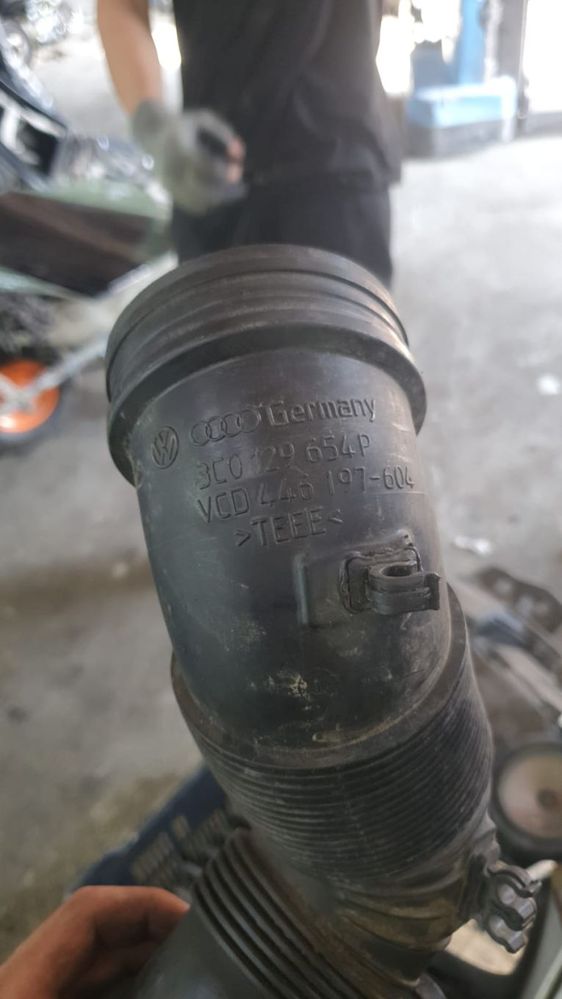 Germany
3C0 129 654P
VCD 446 197-604
>TEEE<